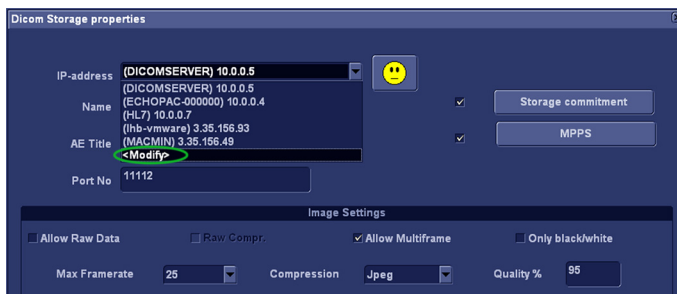 Dicom Storage properties
IP-address (DICOMSERVER) 10.0.0.5
(DICOMSERVER) 10.0.0.5
(ECHOPAC-000000) 10.0.0.4
Name
(HL7) 10.0.0.7
Storage commitment
(lhb-vmware) 3.35.156.93
AE Title (MACMIN) 3.35.156.49
MPPS
<Modify>
Port No 11112
Image Settings
Allow Raw Data Raw Compr. Allow Multiframe Only black/white
Max Framerate 25 Compression Jpeg Quality % 95